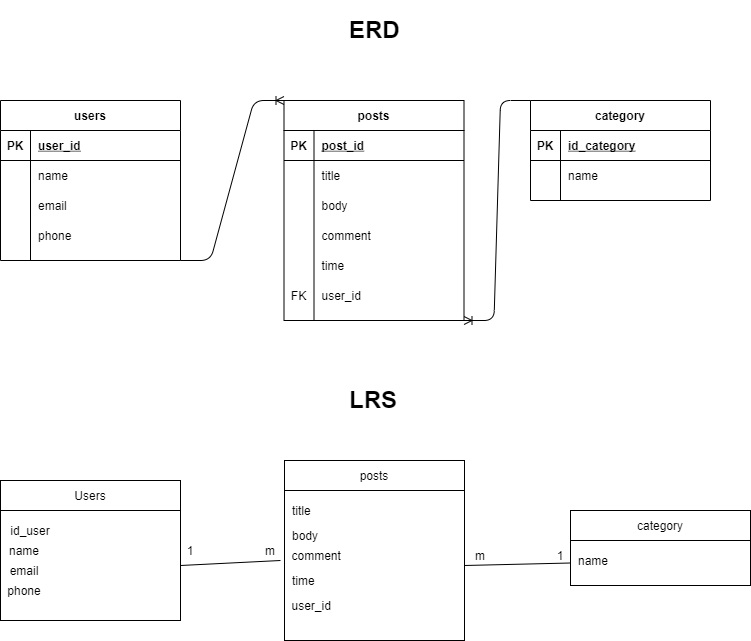 ERD
users
PK user_id
name
email
phone
posts
PK post_id
title
body
comment
time
FK user_id
category
PK id_category
name
LRS
Users
id_user
name
email
phone
1 m
posts
title
body
comment
time
user_id
m 1
category
name